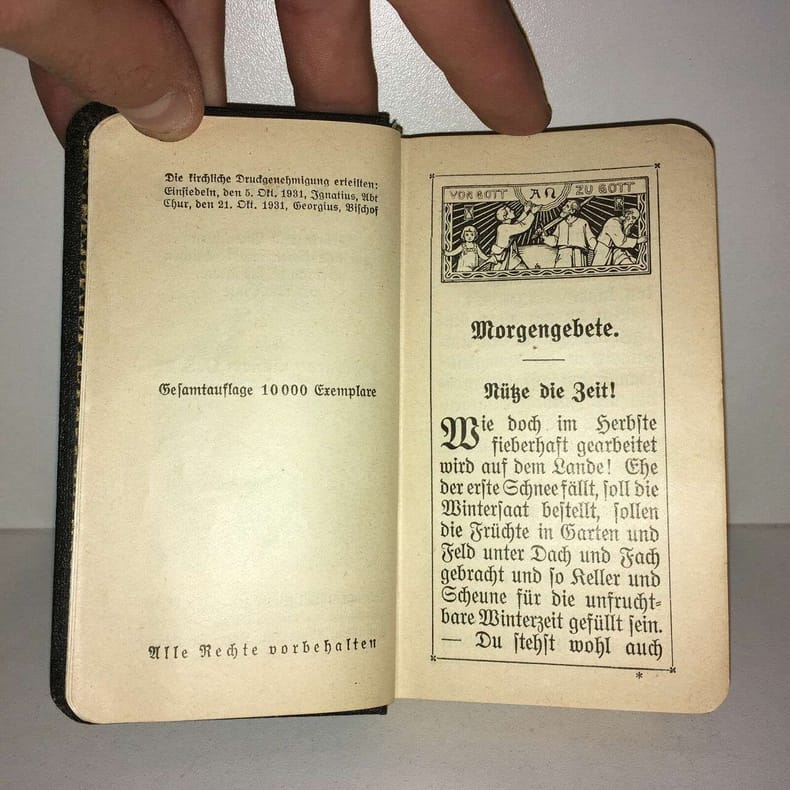 Die kirchliche Druckgenehmigung erteilten:
Einsiedeln, den 5. Okt. 1931, Ignatius, Abt
Chur, den 21. Okt. 1931, Georgius, Bischof
Gesamtauflage 10000 Exemplare
Alle Rechte vorbehalten
VON GOTT ΑΩ ZU GOTT
Morgengebete.
Nütze die Zeit!
Wie doch im Herbste
fieberhaft gearbeitet
wird auf dem Lande! Ehe
der erste Schnee fällt, soll die
Wintersaat bestellt, sollen
die Früchte in Garten und
Feld unter Dach und Fach
gebracht und so Keller und
Scheune für die unfrucht-
bare Winterzeit gefüllt sein.
— Du stehst wohl auch
*